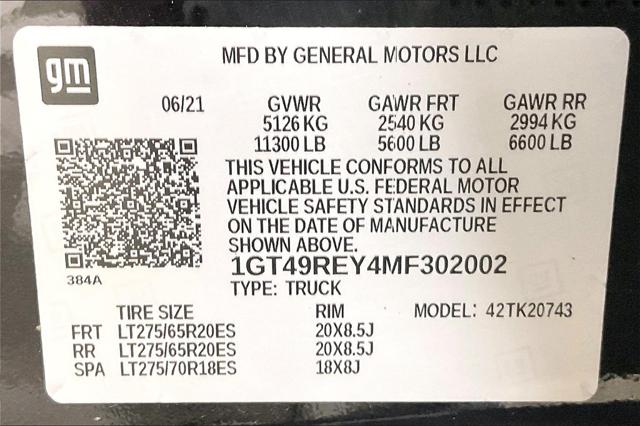 gm
MFD BY GENERAL MOTORS LLC
06/21 GVWR GAWR FRT GAWR RR
5126 KG 2540 KG 2994 KG
11300 LB 5600 LB 6600 LB
THIS VEHICLE CONFORMS TO ALL
APPLICABLE U.S. FEDERAL MOTOR
VEHICLE SAFETY STANDARDS IN EFFECT
ON THE DATE OF MANUFACTURE
SHOWN ABOVE.
384A
1GT49REY4MF302002
TYPE: TRUCK
TIRE SIZE RIM MODEL: 42TK20743
FRT LT275/65R20ES 20X8.5J
RR LT275/65R20ES 20X8.5J
SPA LT275/70R18ES 18X8J